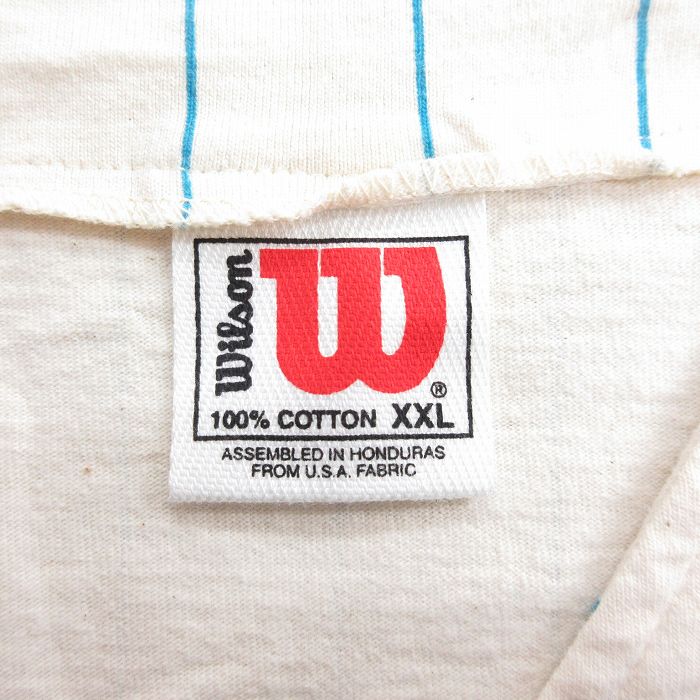 Wilson
W
®
100% COTTON XXL
ASSEMBLED IN HONDURAS
FROM U.S.A. FABRIC